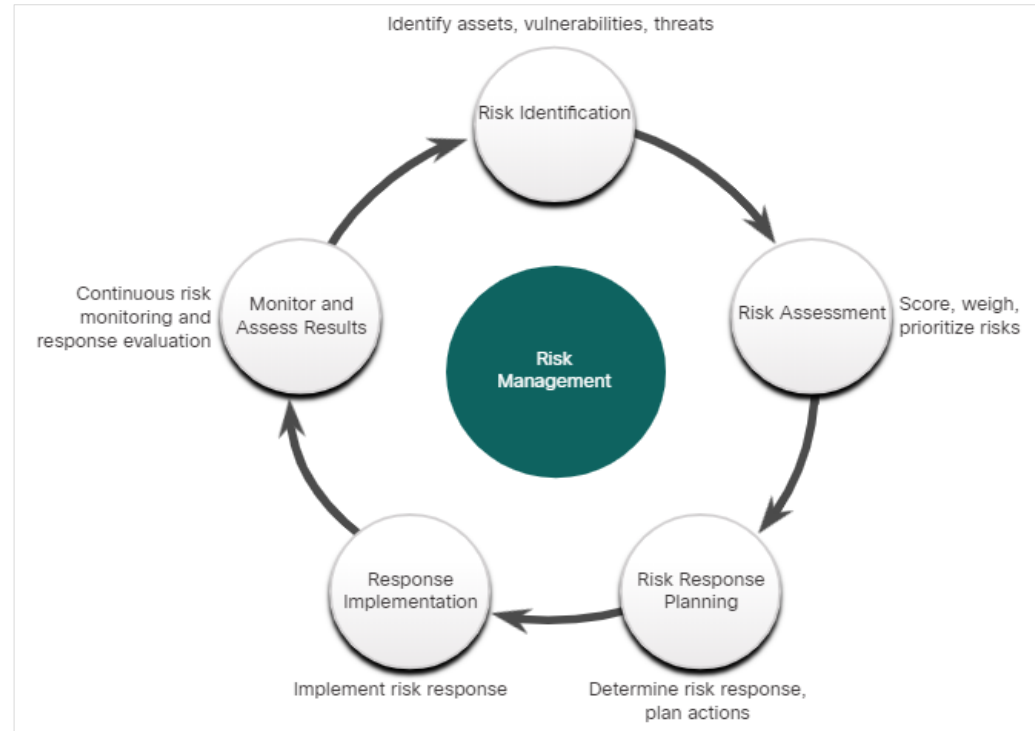 Identify assets, vulnerabilities, threats
Risk Identification
Risk Assessment
Score, weigh,
prioritize risks
Risk Response
Planning
Determine risk response,
plan actions
Response
Implementation
Implement risk response
Monitor and
Assess Results
Continuous risk
monitoring and
response evaluation
Risk
Management